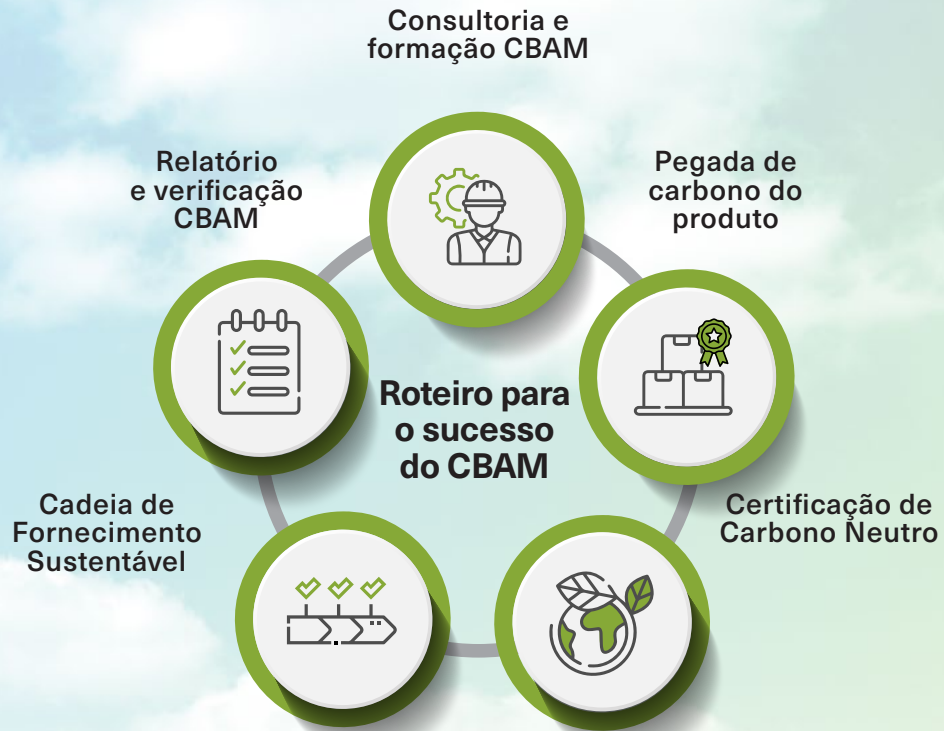 Consultoria e
formação CBAM
Relatório
e verificação
CBAM
Pegada de
carbono do
produto
Roteiro para
o sucesso
do CBAM
Cadeia de
Fornecimento
Sustentável
Certificação de
Carbono Neutro